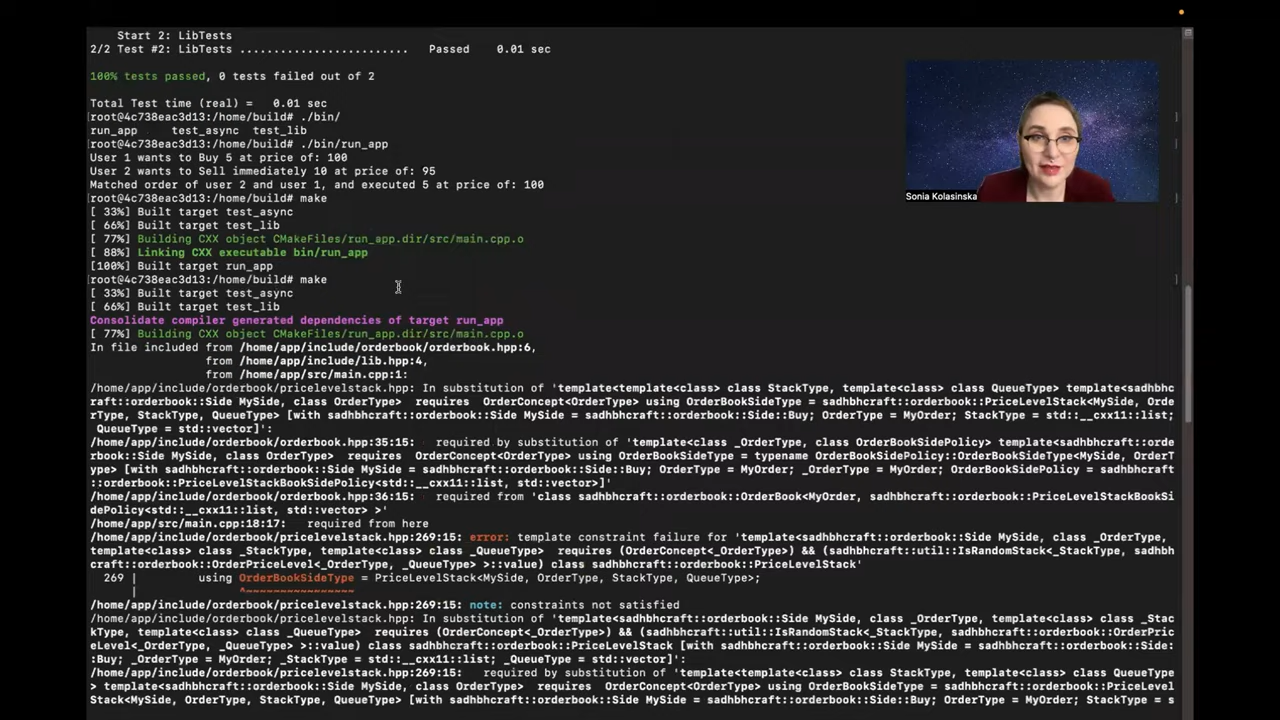 Start 2: LibTests
2/2 Test #2: LibTests ........................   Passed    0.01 sec
100% tests passed, 0 tests failed out of 2
Total Test time (real) =   0.01 sec
[root@4c738eac3d13:/home/build# ./bin/
run_app     test_async  test_lib
[root@4c738eac3d13:/home/build# ./bin/run_app
User 1 wants to Buy 5 at price of: 100
User 2 wants to Sell immediately 10 at price of: 95
Matched order of user 2 and user 1, and executed 5 at price of: 100
[root@4c738eac3d13:/home/build# make
[ 33%] Built target test_async
[ 66%] Built target test_lib
[ 77%] Building CXX object CMakeFiles/run_app.dir/src/main.cpp.o
[ 88%] Linking CXX executable bin/run_app
[100%] Built target run_app
[root@4c738eac3d13:/home/build# make
[ 33%] Built target test_async
[ 66%] Built target test_lib
Consolidate compiler generated dependencies of target run_app
[ 77%] Building CXX object CMakeFiles/run_app.dir/src/main.cpp.o
In file included from /home/app/include/orderbook/orderbook.hpp:6,
from /home/app/include/lib.hpp:4,
from /home/app/src/main.cpp:1:
/home/app/include/orderbook/pricelevelstack.hpp: In substitution of 'template<template<class> class StackType, template<class> class QueueType> template<sadhbhc
raft::orderbook::Side MySide, class OrderType>  requires  OrderConcept<OrderType> using OrderBookSideType = sadhbhcraft::orderbook::PriceLevelStack<MySide, Orde
rType, StackType, QueueType> [with sadhbhcraft::orderbook::Side MySide = sadhbhcraft::orderbook::Side::Buy; OrderType = MyOrder; StackType = std::__cxx11::list;
QueueType = std::vector]':
/home/app/include/orderbook/orderbook.hpp:35:15:   required by substitution of 'template<class _OrderType, class OrderBookSidePolicy> template<sadhbhcraft::orde
rbook::Side MySide, class OrderType>  requires  OrderConcept<OrderType> using OrderBookSideType = typename OrderBookSidePolicy::OrderBookSideType<MySide, OrderT
ype> [with sadhbhcraft::orderbook::Side MySide = sadhbhcraft::orderbook::Side::Buy; OrderType = MyOrder; _OrderType = MyOrder; OrderBookSidePolicy = sadhbhcraft
::orderbook::PriceLevelStackBookSidePolicy<std::__cxx11::list, std::vector>]'
/home/app/include/orderbook/orderbook.hpp:36:15:   required from 'class sadhbhcraft::orderbook::OrderBook<MyOrder, sadhbhcraft::orderbook::PriceLevelStackBookSi
dePolicy<std::__cxx11::list, std::vector> >'
/home/app/src/main.cpp:18:17:   required from here
/home/app/include/orderbook/pricelevelstack.hpp:269:15: error: template constraint failure for 'template<sadhbhcraft::orderbook::Side MySide, class _OrderType,
template<class> class _StackType, template<class> class _QueueType>  requires (OrderConcept<_OrderType>) && (sadhbhcraft::util::IsRandomStack<_StackType, sadhbh
craft::orderbook::OrderPriceLevel<_OrderType, _QueueType> >::value) class sadhbhcraft::orderbook::PriceLevelStack'
269 |         using OrderBookSideType = PriceLevelStack<MySide, OrderType, StackType, QueueType>;
|               ^~~~~~~~~~~~~~~~~
/home/app/include/orderbook/pricelevelstack.hpp:269:15: note: constraints not satisfied
/home/app/include/orderbook/pricelevelstack.hpp: In substitution of 'template<sadhbhcraft::orderbook::Side MySide, class _OrderType, template<class> class _Stac
kType, template<class> class _QueueType>  requires (OrderConcept<_OrderType>) && (sadhbhcraft::util::IsRandomStack<_StackType, sadhbhcraft::orderbook::OrderPric
eLevel<_OrderType, _QueueType> >::value) class sadhbhcraft::orderbook::PriceLevelStack [with sadhbhcraft::orderbook::Side MySide = sadhbhcraft::orderbook::Side:
:Buy; _OrderType = MyOrder; _StackType = std::__cxx11::list; _QueueType = std::vector]':
/home/app/include/orderbook/pricelevelstack.hpp:269:15:   required by substitution of 'template<template<class> class StackType, template<class> class QueueType
> template<sadhbhcraft::orderbook::Side MySide, class OrderType>  requires  OrderConcept<OrderType> using OrderBookSideType = sadhbhcraft::orderbook::PriceLevel
Stack<MySide, OrderType, StackType, QueueType> [with sadhbhcraft::orderbook::Side MySide = sadhbhcraft::orderbook::Side::Buy; OrderType = MyOrder; StackType = s
Sonia Kolasinska